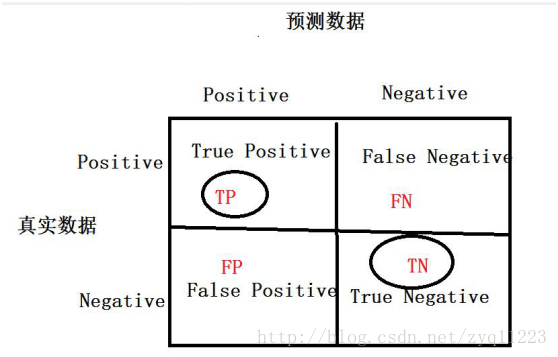 预测数据
Positive Negative
Positive
True Positive
False Negative
TP
FN
真实数据
FP
TN
Negative
False Positive
True Negative
http://blog.csdn.net/zyq11223